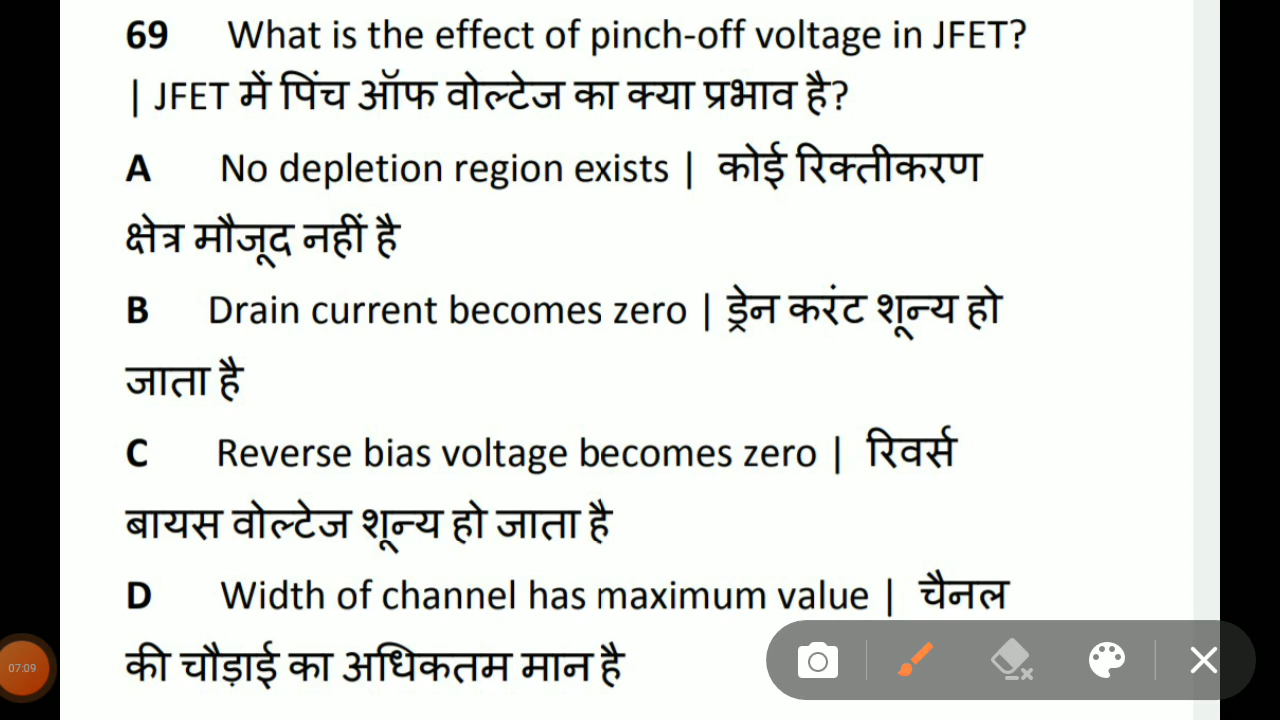 69 What is the effect of pinch-off voltage in JFET?
| JFET में पिंच ऑफ वोल्टेज का क्या प्रभाव है?
A No depletion region exists | कोई रिक्तीकरण
क्षेत्र मौजूद नहीं है
B Drain current becomes zero | ड्रेन करंट शून्य हो
जाता है
C Reverse bias voltage becomes zero | रिवर्स
बायस वोल्टेज शून्य हो जाता है
D Width of channel has maximum value | चैनल
की चौड़ाई का अधिकतम मान है
07:09